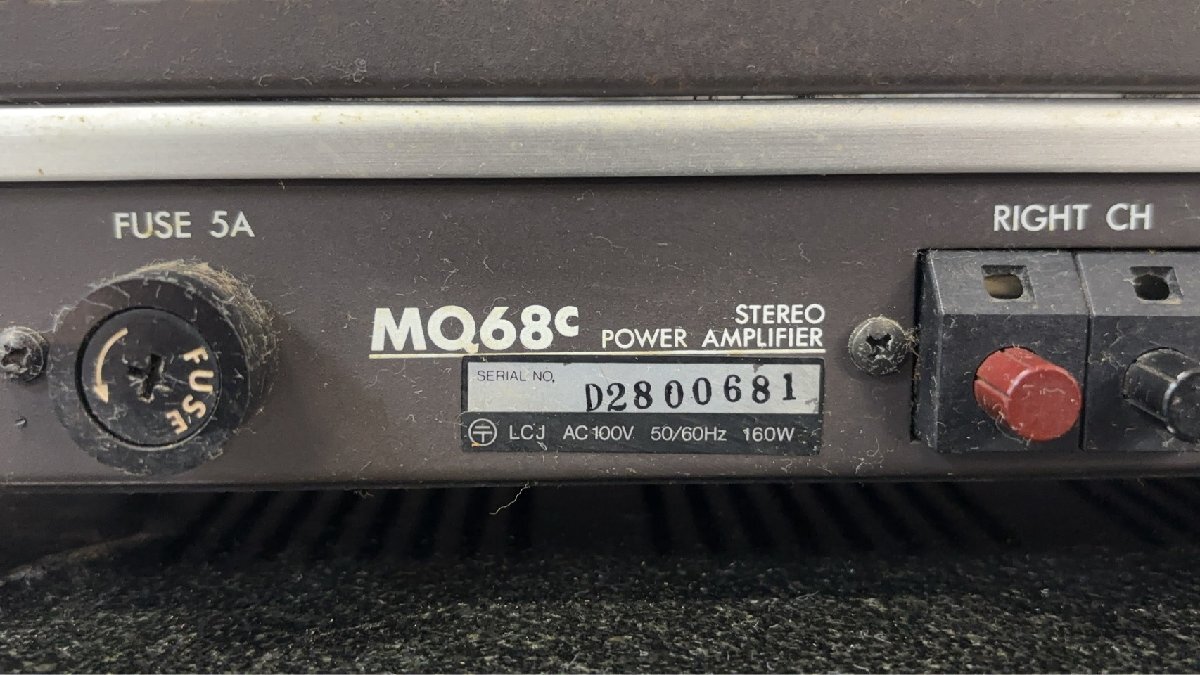 FUSE 5A
RIGHT CH
FUSE
MQ68c
STEREO
POWER AMPLIFIER
SERIAL NO,
D2800681
T LCJ AC100V 50/60Hz 160W